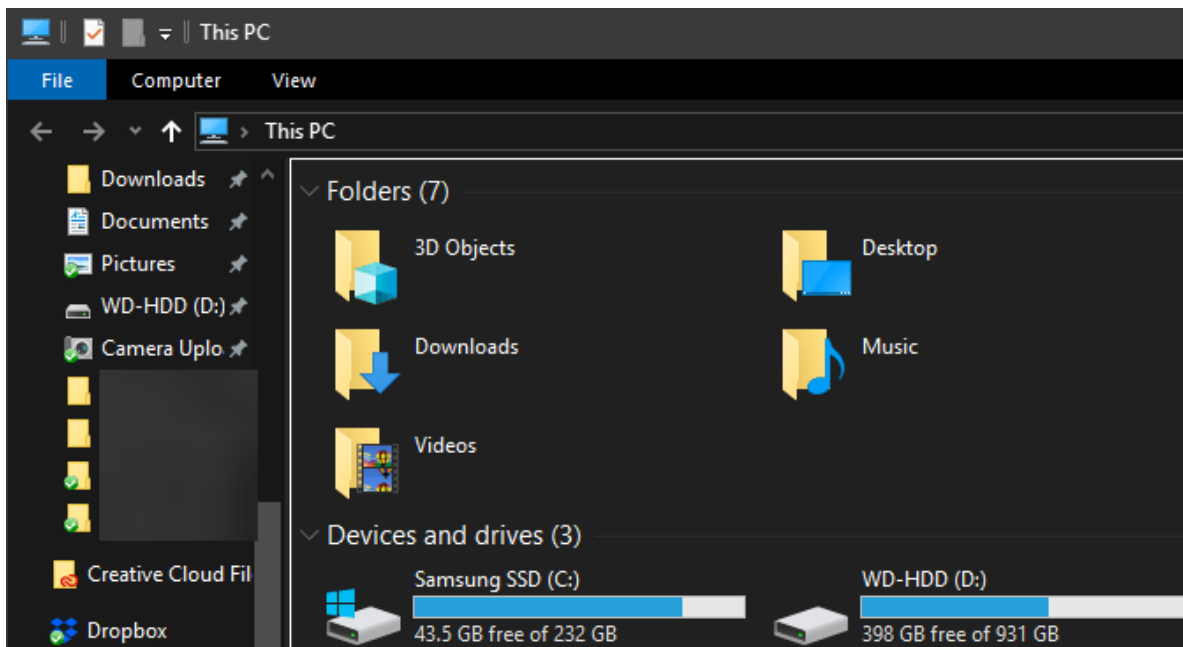 This PC
File Computer View
This PC
Downloads
Documents
Pictures
WD-HDD (D:)
Camera Uplo
Creative Cloud Fil
Dropbox
Folders (7)
3D Objects
Desktop
Downloads
Music
Videos
Devices and drives (3)
Samsung SSD (C:)
43.5 GB free of 232 GB
WD-HDD (D:)
398 GB free of 931 GB